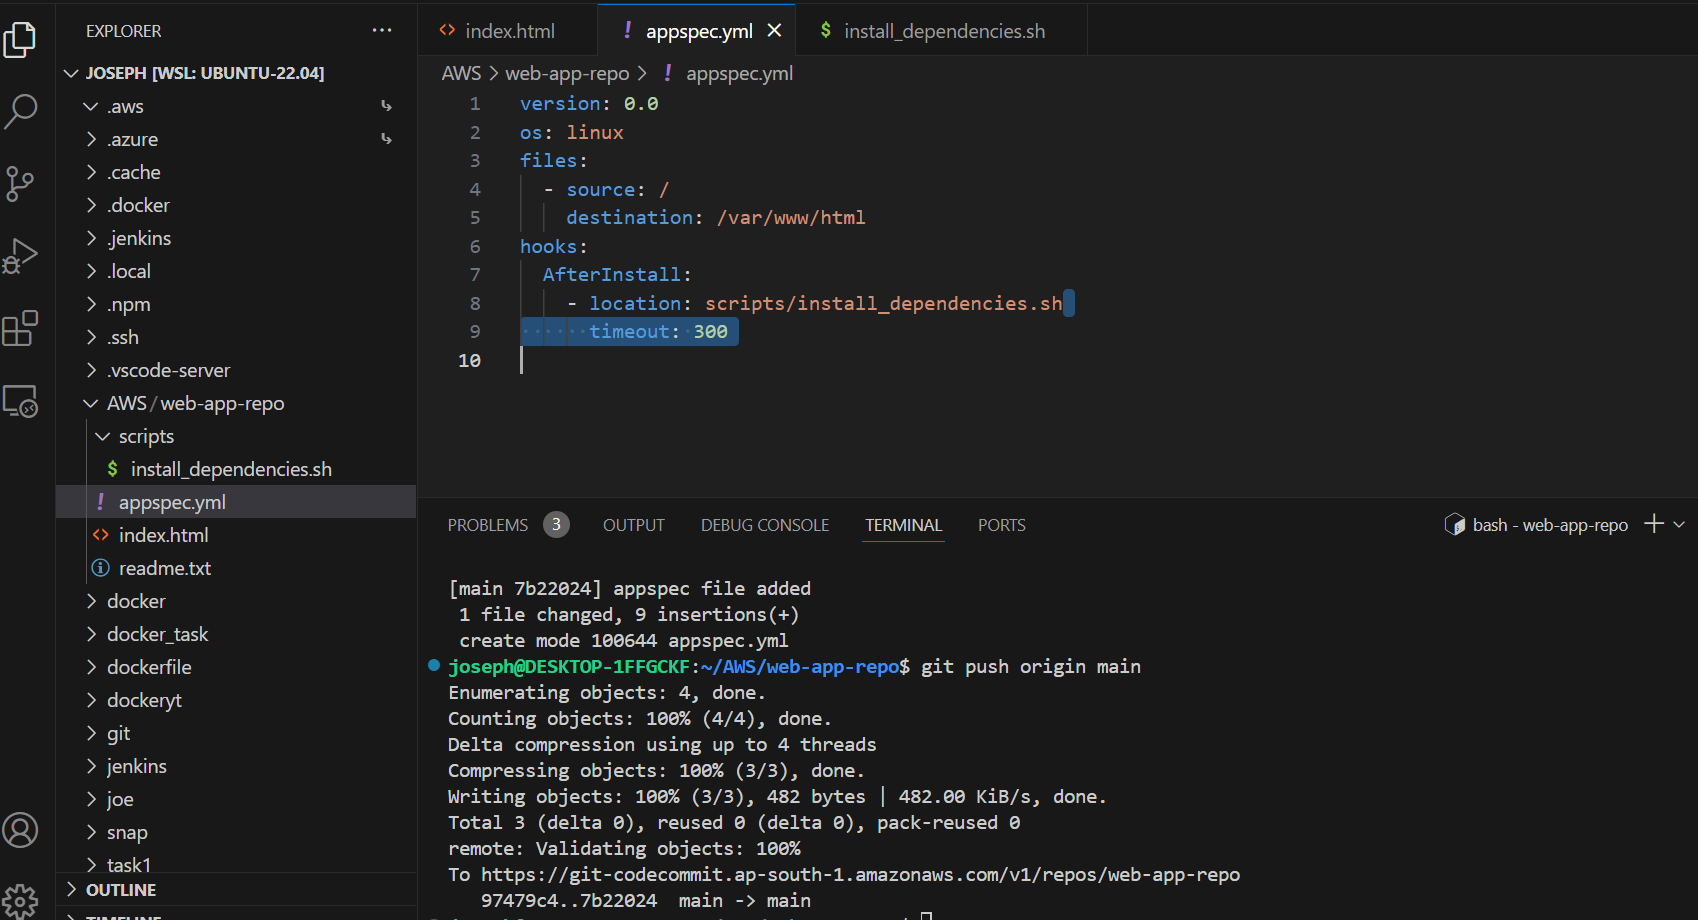 EXPLORER
JOSEPH [WSL: UBUNTU-22.04]
.aws
.azure
.cache
.docker
.jenkins
.local
.npm
.ssh
.vscode-server
AWS / web-app-repo
scripts
$ install_dependencies.sh
! appspec.yml
<> index.html
readme.txt
docker
docker_task
dockerfile
dockeryt
git
jenkins
joe
snap
task1
OUTLINE
TIMELINE
<> index.html
! appspec.yml
$ install_dependencies.sh
AWS > web-app-repo > ! appspec.yml
1 version: 0.0
2 os: linux
3 files:
4 - source: /
5 destination: /var/www/html
6 hooks:
7 AfterInstall:
8 - location: scripts/install_dependencies.sh
9 timeout: 300
10
PROBLEMS 3 OUTPUT DEBUG CONSOLE TERMINAL PORTS
bash - web-app-repo
[main 7b22024] appspec file added
1 file changed, 9 insertions(+)
create mode 100644 appspec.yml
joseph@DESKTOP-1FFGCKF:~/AWS/web-app-repo$ git push origin main
Enumerating objects: 4, done.
Counting objects: 100% (4/4), done.
Delta compression using up to 4 threads
Compressing objects: 100% (3/3), done.
Writing objects: 100% (3/3), 482 bytes | 482.00 KiB/s, done.
Total 3 (delta 0), reused 0 (delta 0), pack-reused 0
remote: Validating objects: 100%
To https://git-codecommit.ap-south-1.amazonaws.com/v1/repos/web-app-repo
97479c4..7b22024 main -> main